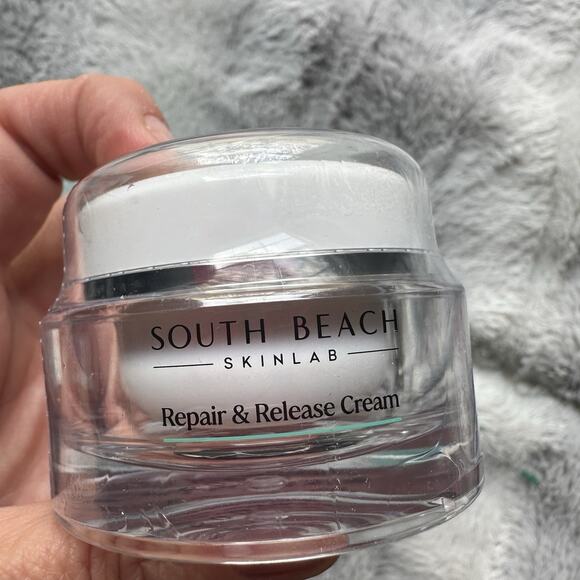 SOUTH BEACH
SKINLAB
Repair & Release Cream